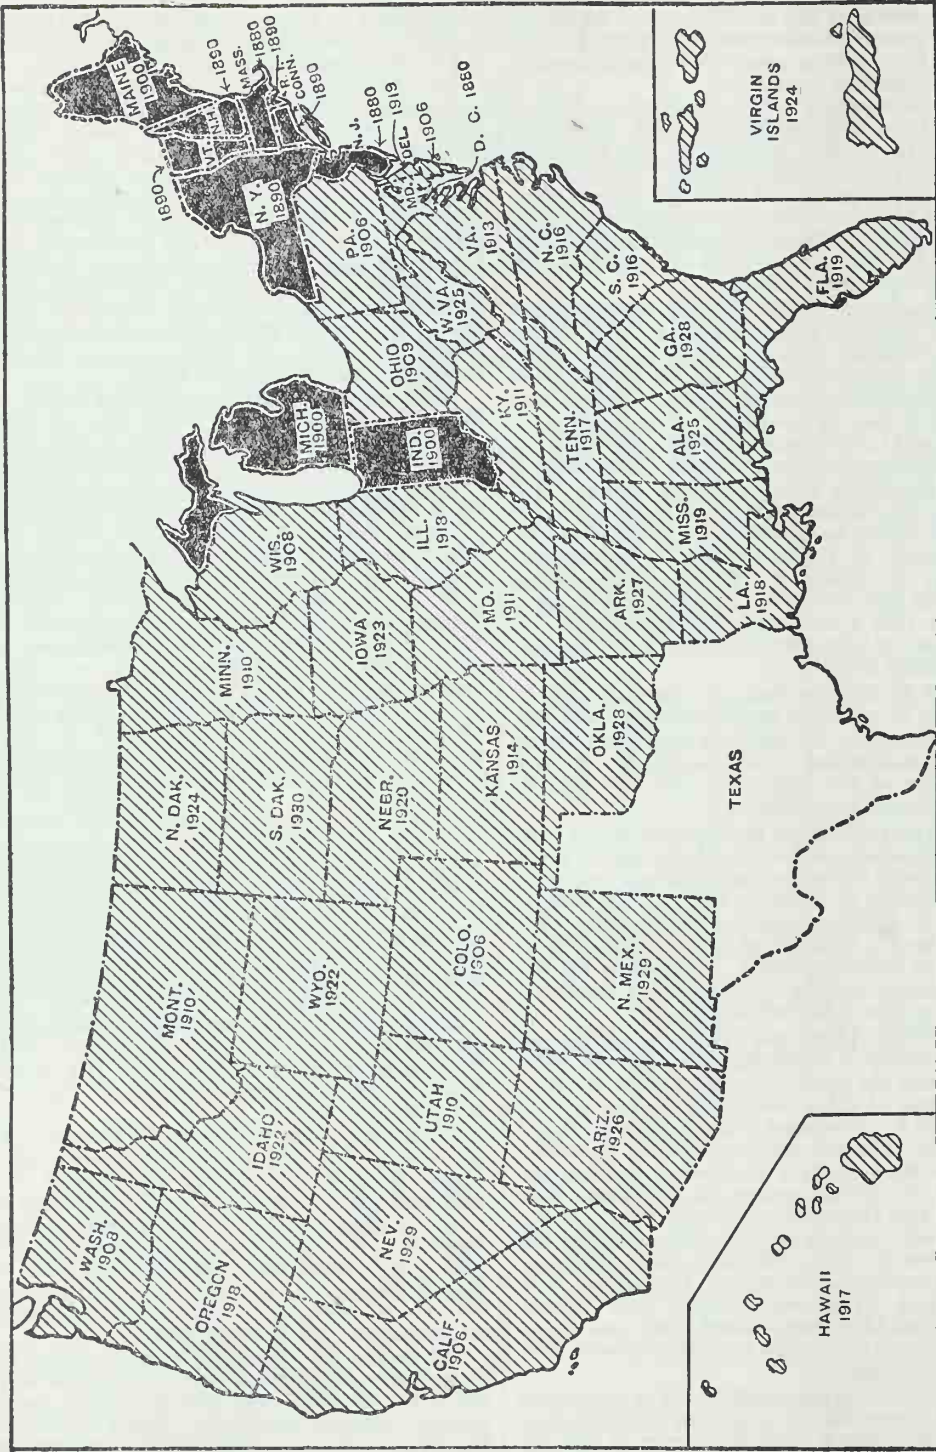 WASH.
1908
OREGON
1918
CALIF.
1906
NEV.
1929
IDAHO
1922
MONT.
1910
WYO.
1922
UTAH
1910
COLO.
1906
ARIZ.
1926
N. MEX.
1929
N. DAK.
1924
S. DAK.
1930
NEBR.
1920
KANSAS
1914
OKLA.
1928
TEXAS
MINN.
1910
IOWA
1923
MO.
1911
ARK.
1927
LA.
1918
WIS.
1908
ILL.
1918
MICH.
1900
IND.
1900
OHIO
1909
KY.
1911
TENN.
1917
MISS.
1919
ALA.
1925
GA.
1928
FLA.
1919
S. C.
1916
N. C.
1916
VA.
1913
W. VA.
1925
PA.
1906
N. Y.
1890
1890
VT.
N.H.
1890
MAINE
1900
MASS.
1880
R. I.
1890
CONN.
1890
N. J.
1880
DEL.
1919
MD.
1906
D. C. 1880
HAWAII
1917
VIRGIN
ISLANDS
1924